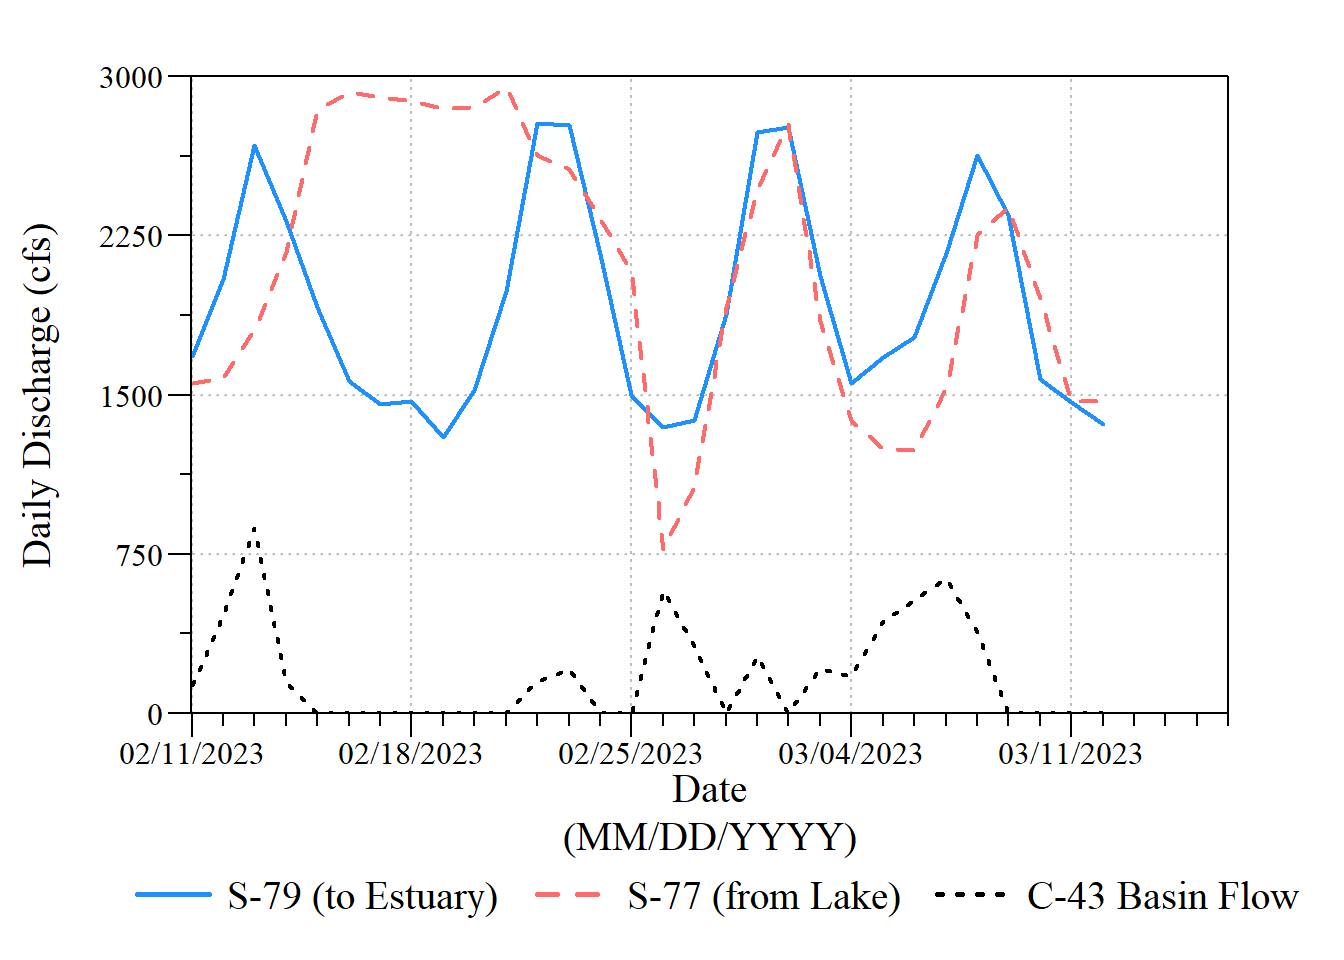 3000
2250
1500
750
0
Daily Discharge (cfs)
02/11/2023 02/18/2023 02/25/2023 03/04/2023 03/11/2023
Date
(MM/DD/YYYY)
S-79 (to Estuary) S-77 (from Lake) C-43 Basin Flow